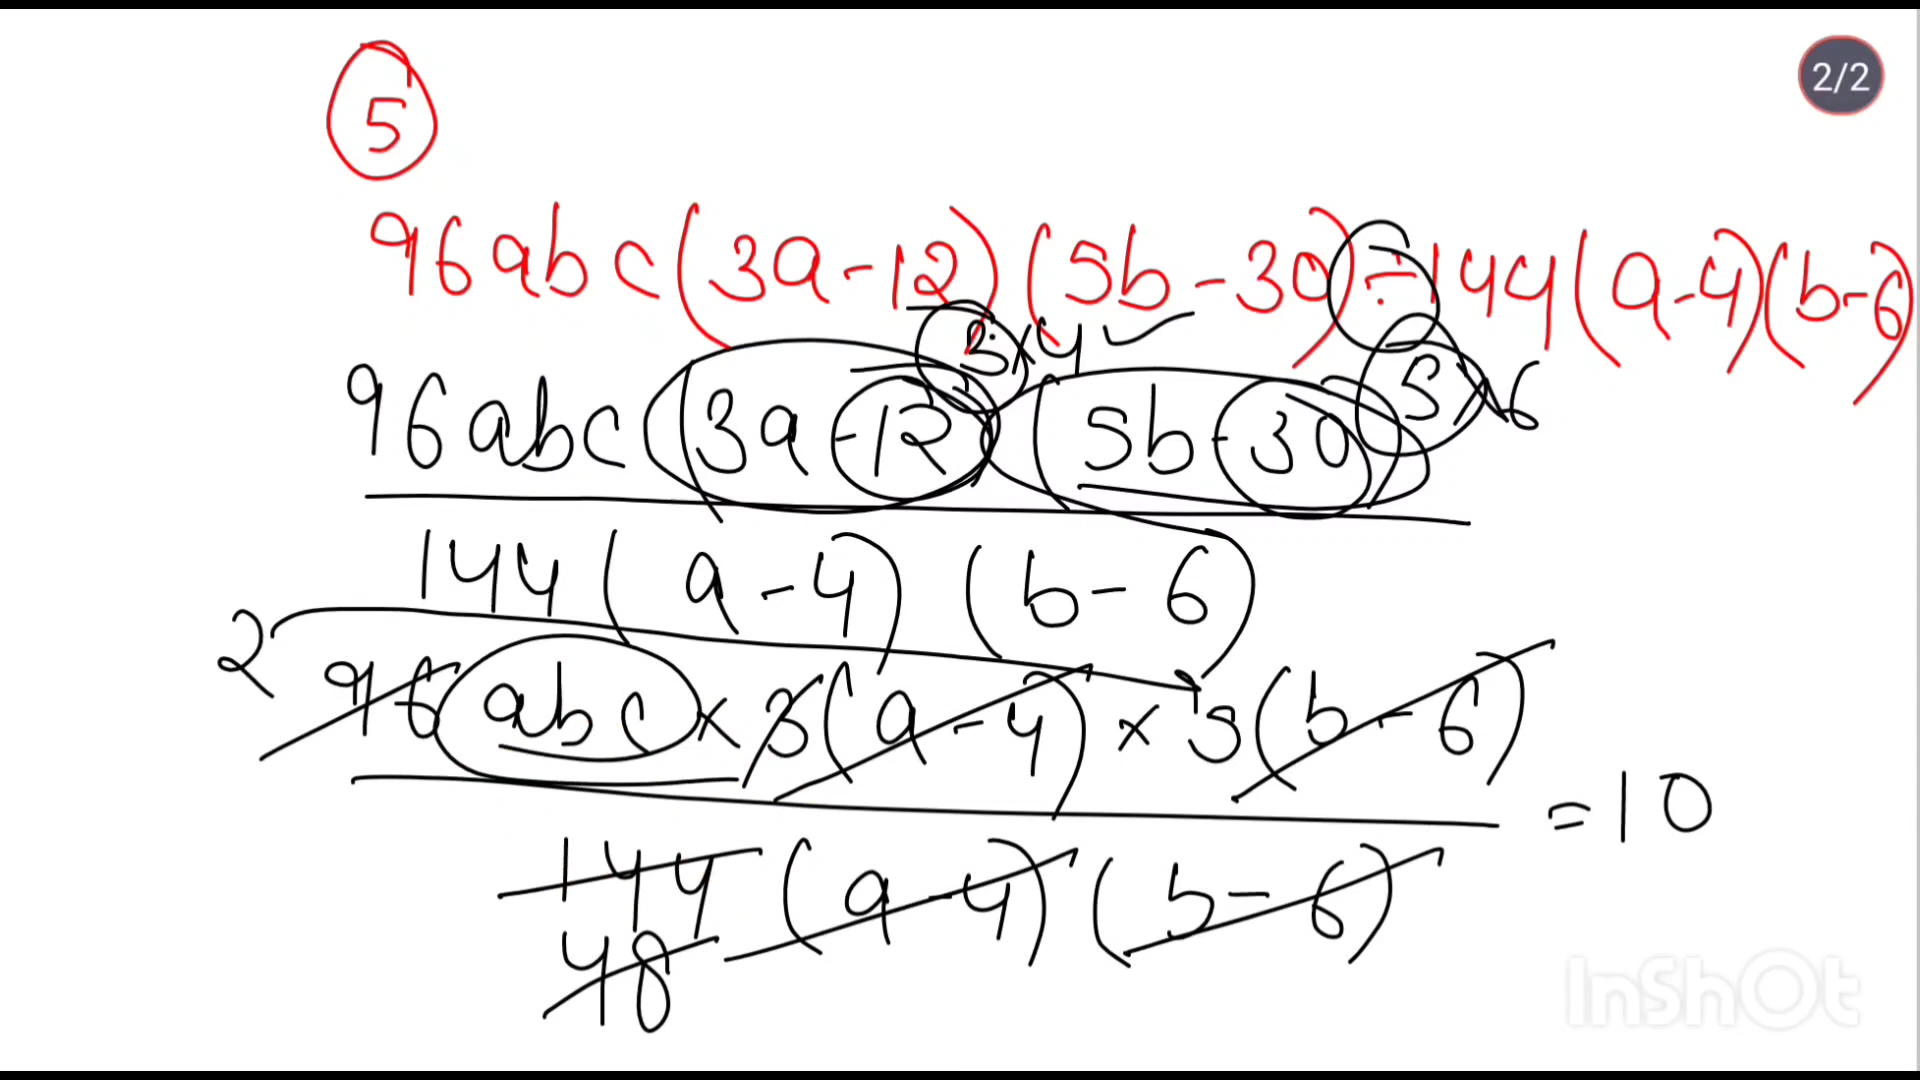 2/2
5
96abc(3a-12)(5b-30)÷144(a-4)(b-6)
3×4
5×6
96abc(3a-12)(5b-30)
144(a-4)(b-6)
2
96abc×3(a-4)×5(b-6)
=10
144(a-4)(b-6)
48
InShOt